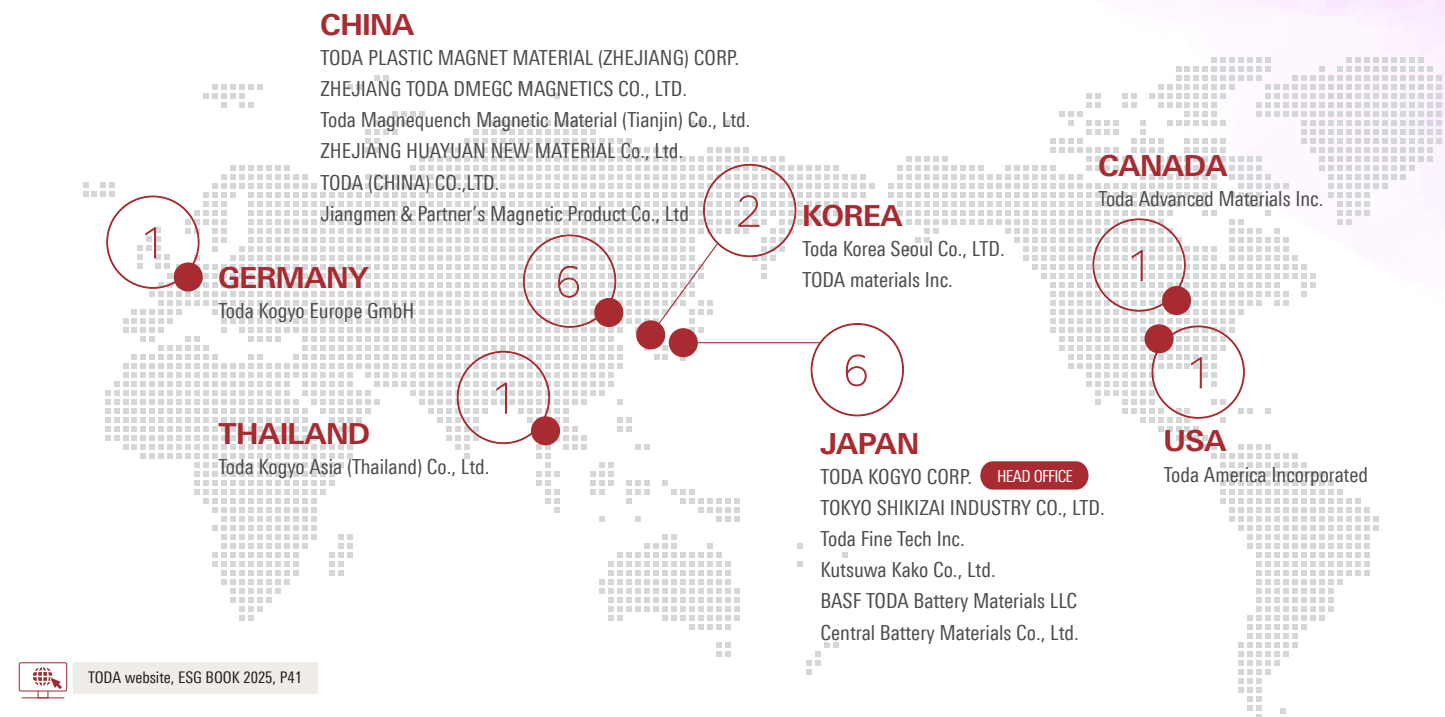 CHINA
TODA PLASTIC MAGNET MATERIAL (ZHEJIANG) CORP.
ZHEJIANG TODA DMEGC MAGNETICS CO., LTD.
Toda Magnequench Magnetic Material (Tianjin) Co., Ltd.
ZHEJIANG HUAYUAN NEW MATERIAL Co., Ltd.
TODA (CHINA) CO.,LTD.
Jiangmen & Partner's Magnetic Product Co., Ltd
6
1
GERMANY
Toda Kogyo Europe GmbH
1
THAILAND
Toda Kogyo Asia (Thailand) Co., Ltd.
2
KOREA
Toda Korea Seoul Co., LTD.
TODA materials Inc.
6
JAPAN
TODA KOGYO CORP. HEAD OFFICE
TOKYO SHIKIZAI INDUSTRY CO., LTD.
Toda Fine Tech Inc.
Kutsuwa Kako Co., Ltd.
BASF TODA Battery Materials LLC
Central Battery Materials Co., Ltd.
CANADA
Toda Advanced Materials Inc.
1
1
USA
Toda America Incorporated
TODA website, ESG BOOK 2025, P41